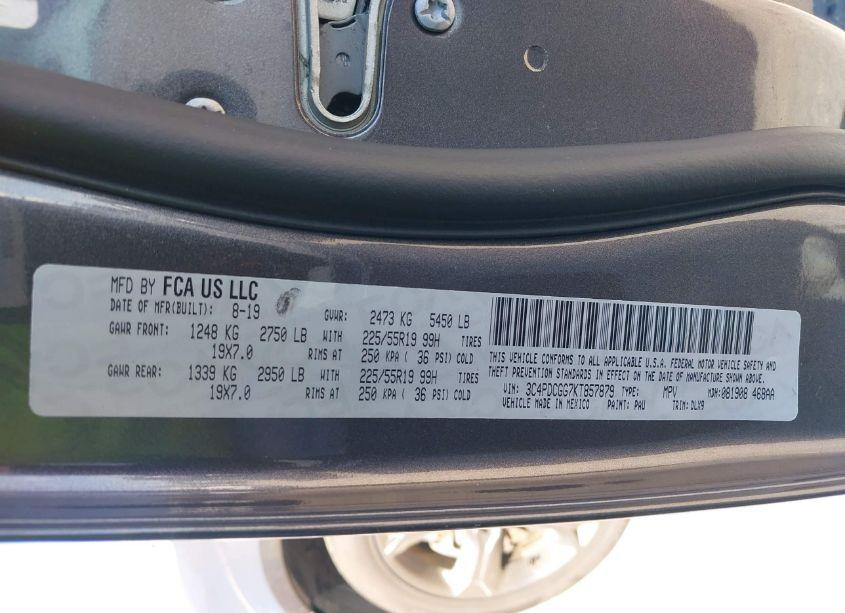 MFD BY FCA US LLC
DATE OF MFR(BUILT): 8-19 GVWR: 2473 KG 5450 LB
GAWR FRONT: 1248 KG 2750 LB WITH 225/55R19 99H TIRES
19X7.0 RIMS AT 250 KPA ( 36 PSI) COLD
GAWR REAR: 1339 KG 2950 LB WITH 225/55R19 99H TIRES
19X7.0 RIMS AT 250 KPA ( 36 PSI) COLD
THIS VEHICLE CONFORMS TO ALL APPLICABLE U.S.A. FEDERAL MOTOR VEHICLE SAFETY AND
THEFT PREVENTION STANDARDS IN EFFECT ON THE DATE OF MANUFACTURE SHOWN ABOVE.
VIN: 3C4PDCGG7KT857879 TYPE: MPV MDH: 081908 468AA
VEHICLE MADE IN MEXICO PAINT: PAU TRIM: DLX9